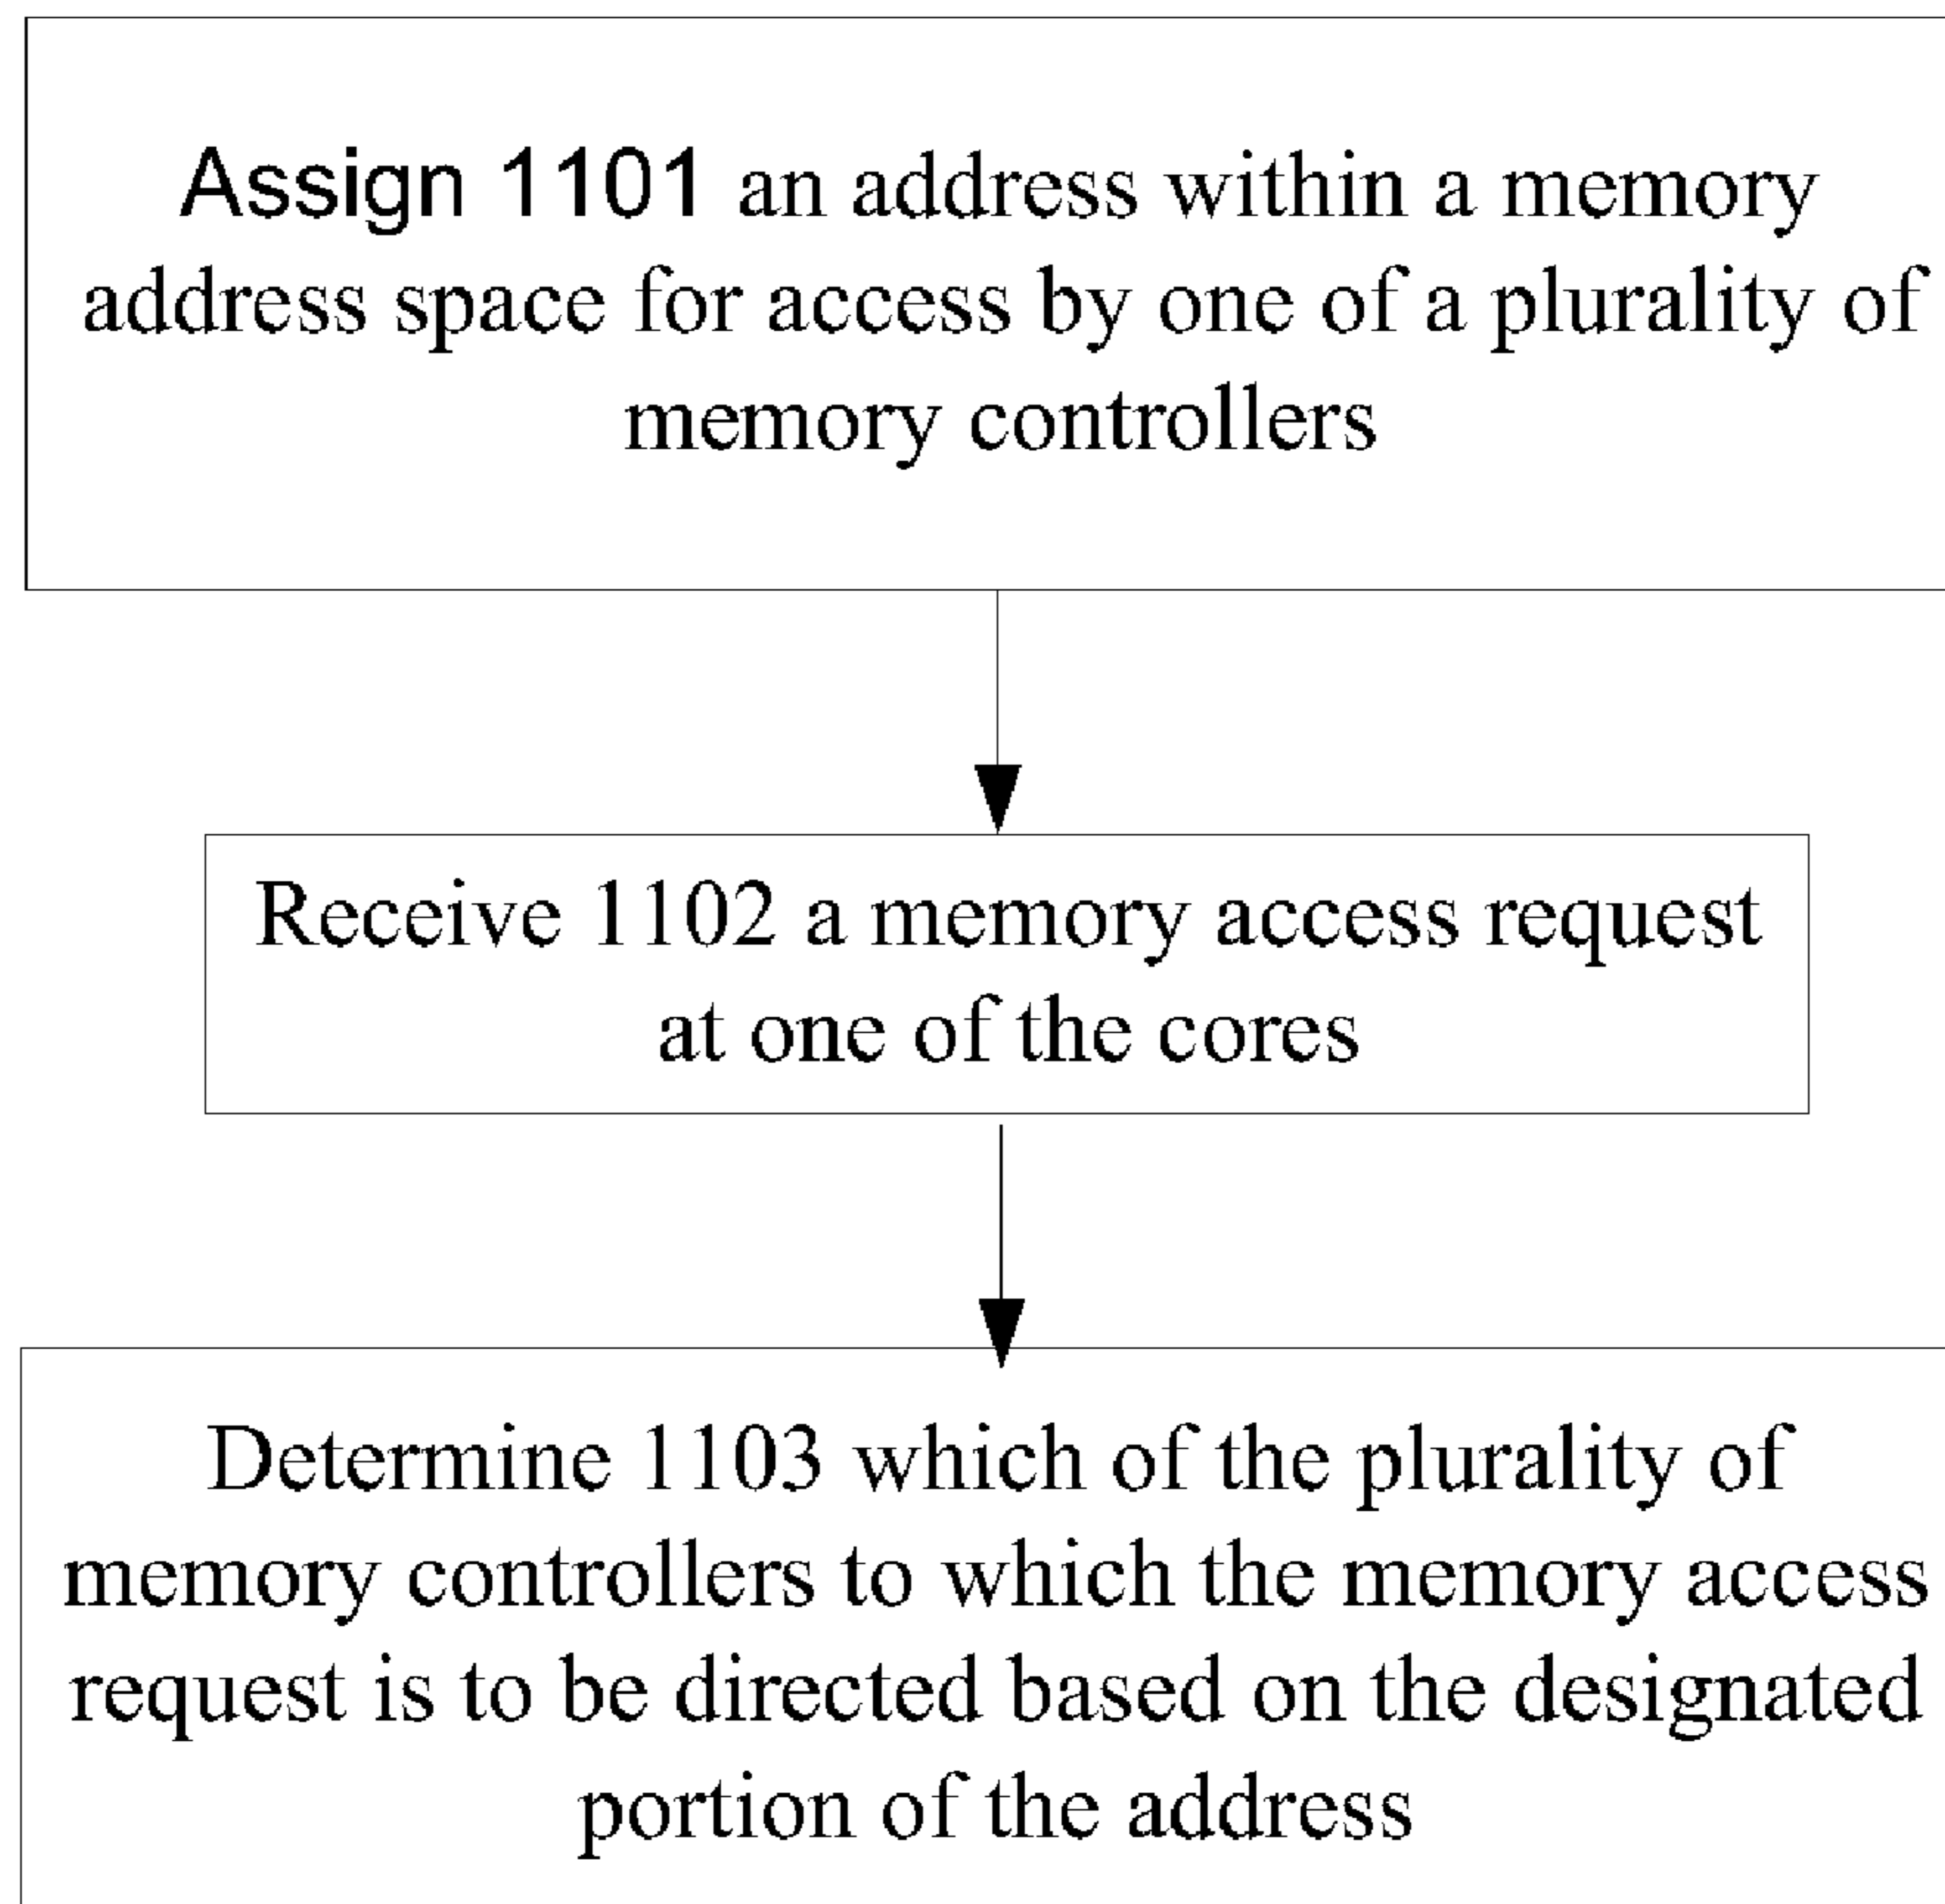 Assign 1101 an address within a memory
address space for access by one of a plurality of
memory controllers
Receive 1102 a memory access request
at one of the cores
Determine 1103 which of the plurality of
memory controllers to which the memory access
request is to be directed based on the designated
portion of the address